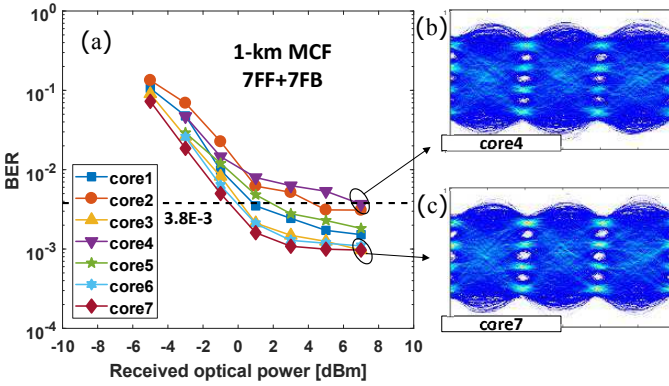 (a)
1-km MCF
7FF+7FB
10^0
10^-1
10^-2
10^-3
10^-4
BER
3.8E-3
core1
core2
core3
core4
core5
core6
core7
-10 -8 -6 -4 -2 0 2 4 6 8 10
Received optical power [dBm]
(b)
core4
(c)
core7